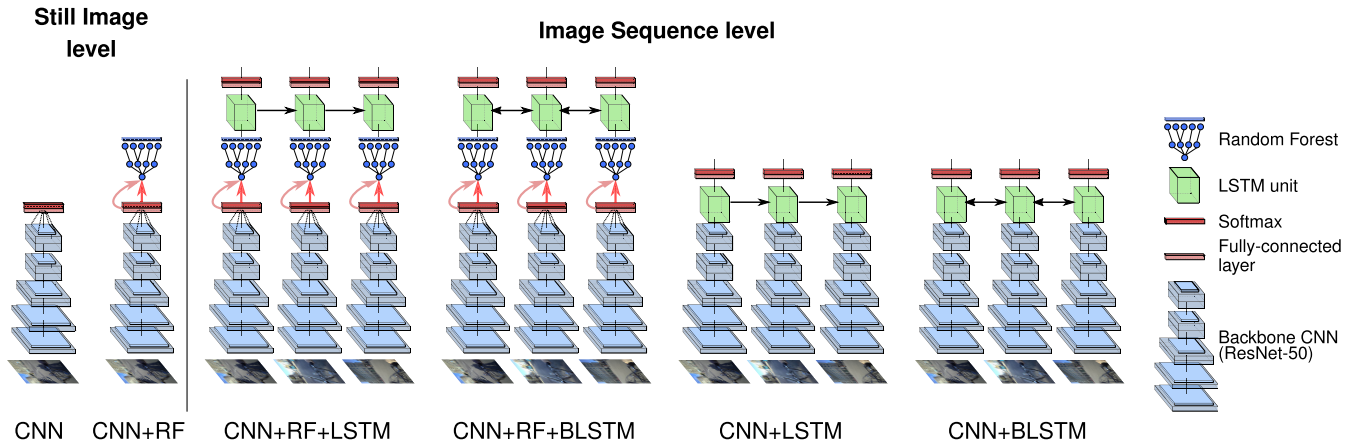 Still Image
level
Image Sequence level
Random Forest
LSTM unit
Softmax
Fully-connected
layer
Backbone CNN
(ResNet-50)
CNN
CNN+RF
CNN+RF+LSTM
CNN+RF+BLSTM
CNN+LSTM
CNN+BLSTM